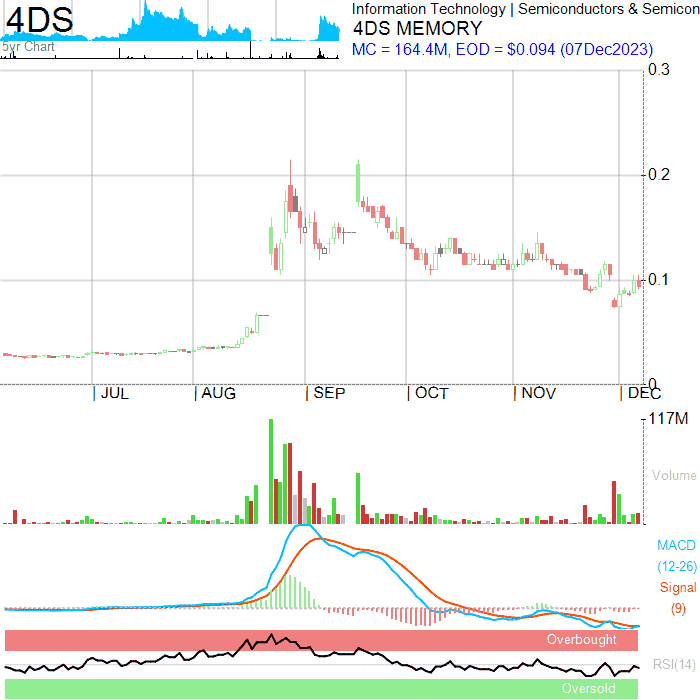 4DS
5yr Chart
Information Technology | Semiconductors & Semicon
4DS MEMORY
MC = 164.4M, EOD = $0.094 (07Dec2023)
0.3
0.2
0.1
0
JUL
AUG
SEP
OCT
NOV
DEC
117M
Volume
MACD
(12-26)
Signal
(9)
Overbought
RSI(14)
Oversold